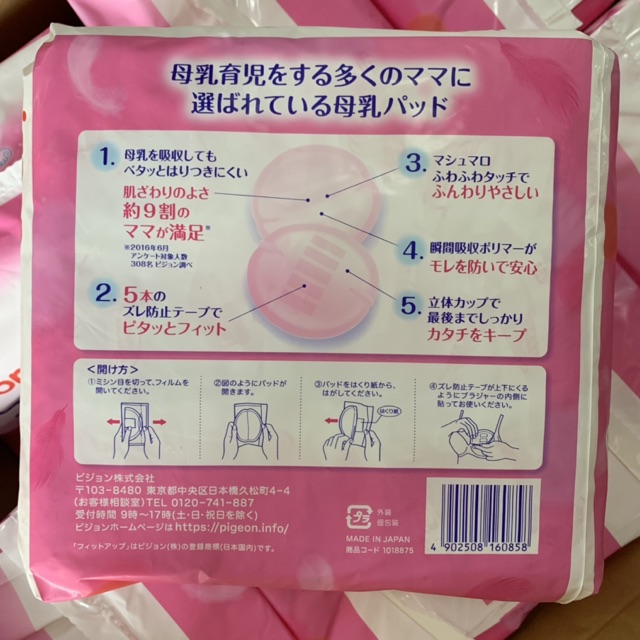 母乳育児をする多くのママに
選ばれている母乳パッド
1. 母乳を吸収しても
ペタッとはりつきにくい
肌ざわりのよさ
約9割の
ママが満足※
※2016年6月
アンケート対象人数
308名 ピジョン調べ
2. 5本の
ズレ防止テープで
ピタッとフィット
3. マシュマロ
ふわふわタッチで
ふんわりやさしい
4. 瞬間吸収ポリマーが
モレを防いで安心
5. 立体カップで
最後までしっかり
カタチをキープ
<開け方>
①ミシン目を切って、フィルムを
開いてください。
②図のようにパッドが
開きます。
③パッドをはくり紙から、
はがしてください。
はくり紙
④ズレ防止テープが上下にくる
ようにブラジャーの内側に
貼ってお使いください。
ピジョン株式会社
〒103-8480 東京都中央区日本橋久松町4-4
(お客様相談室) TEL 0120-741-887
受付時間 9時〜17時(土・日・祝日を除く)
ピジョンホームページは https://pigeon.info/
「フィットアップ」はピジョン(株)の登録商標(日本国内)です。
プラ
外装
個包装
MADE IN JAPAN
商品コード 1018875
4 902508 160858
on